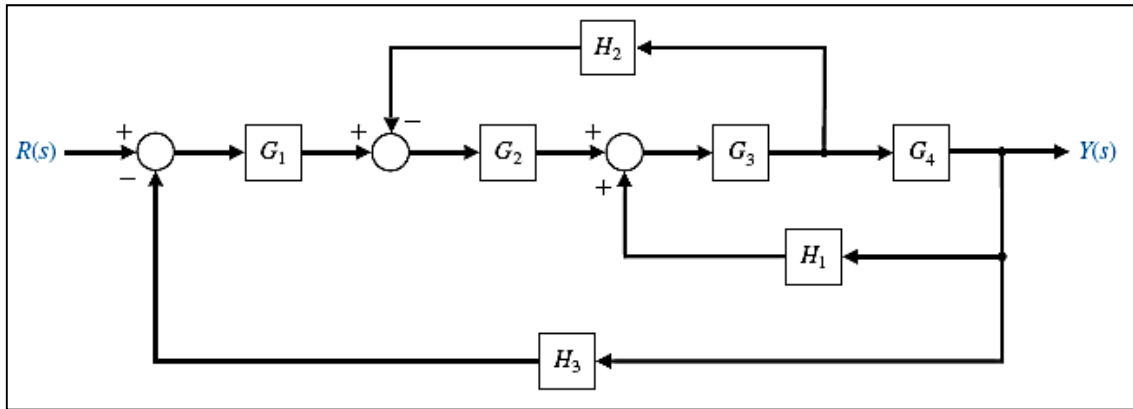 H₂
R(s) + − G₁ + − G₂ + + G₃ G₄ Y(s)
H₁
H₃